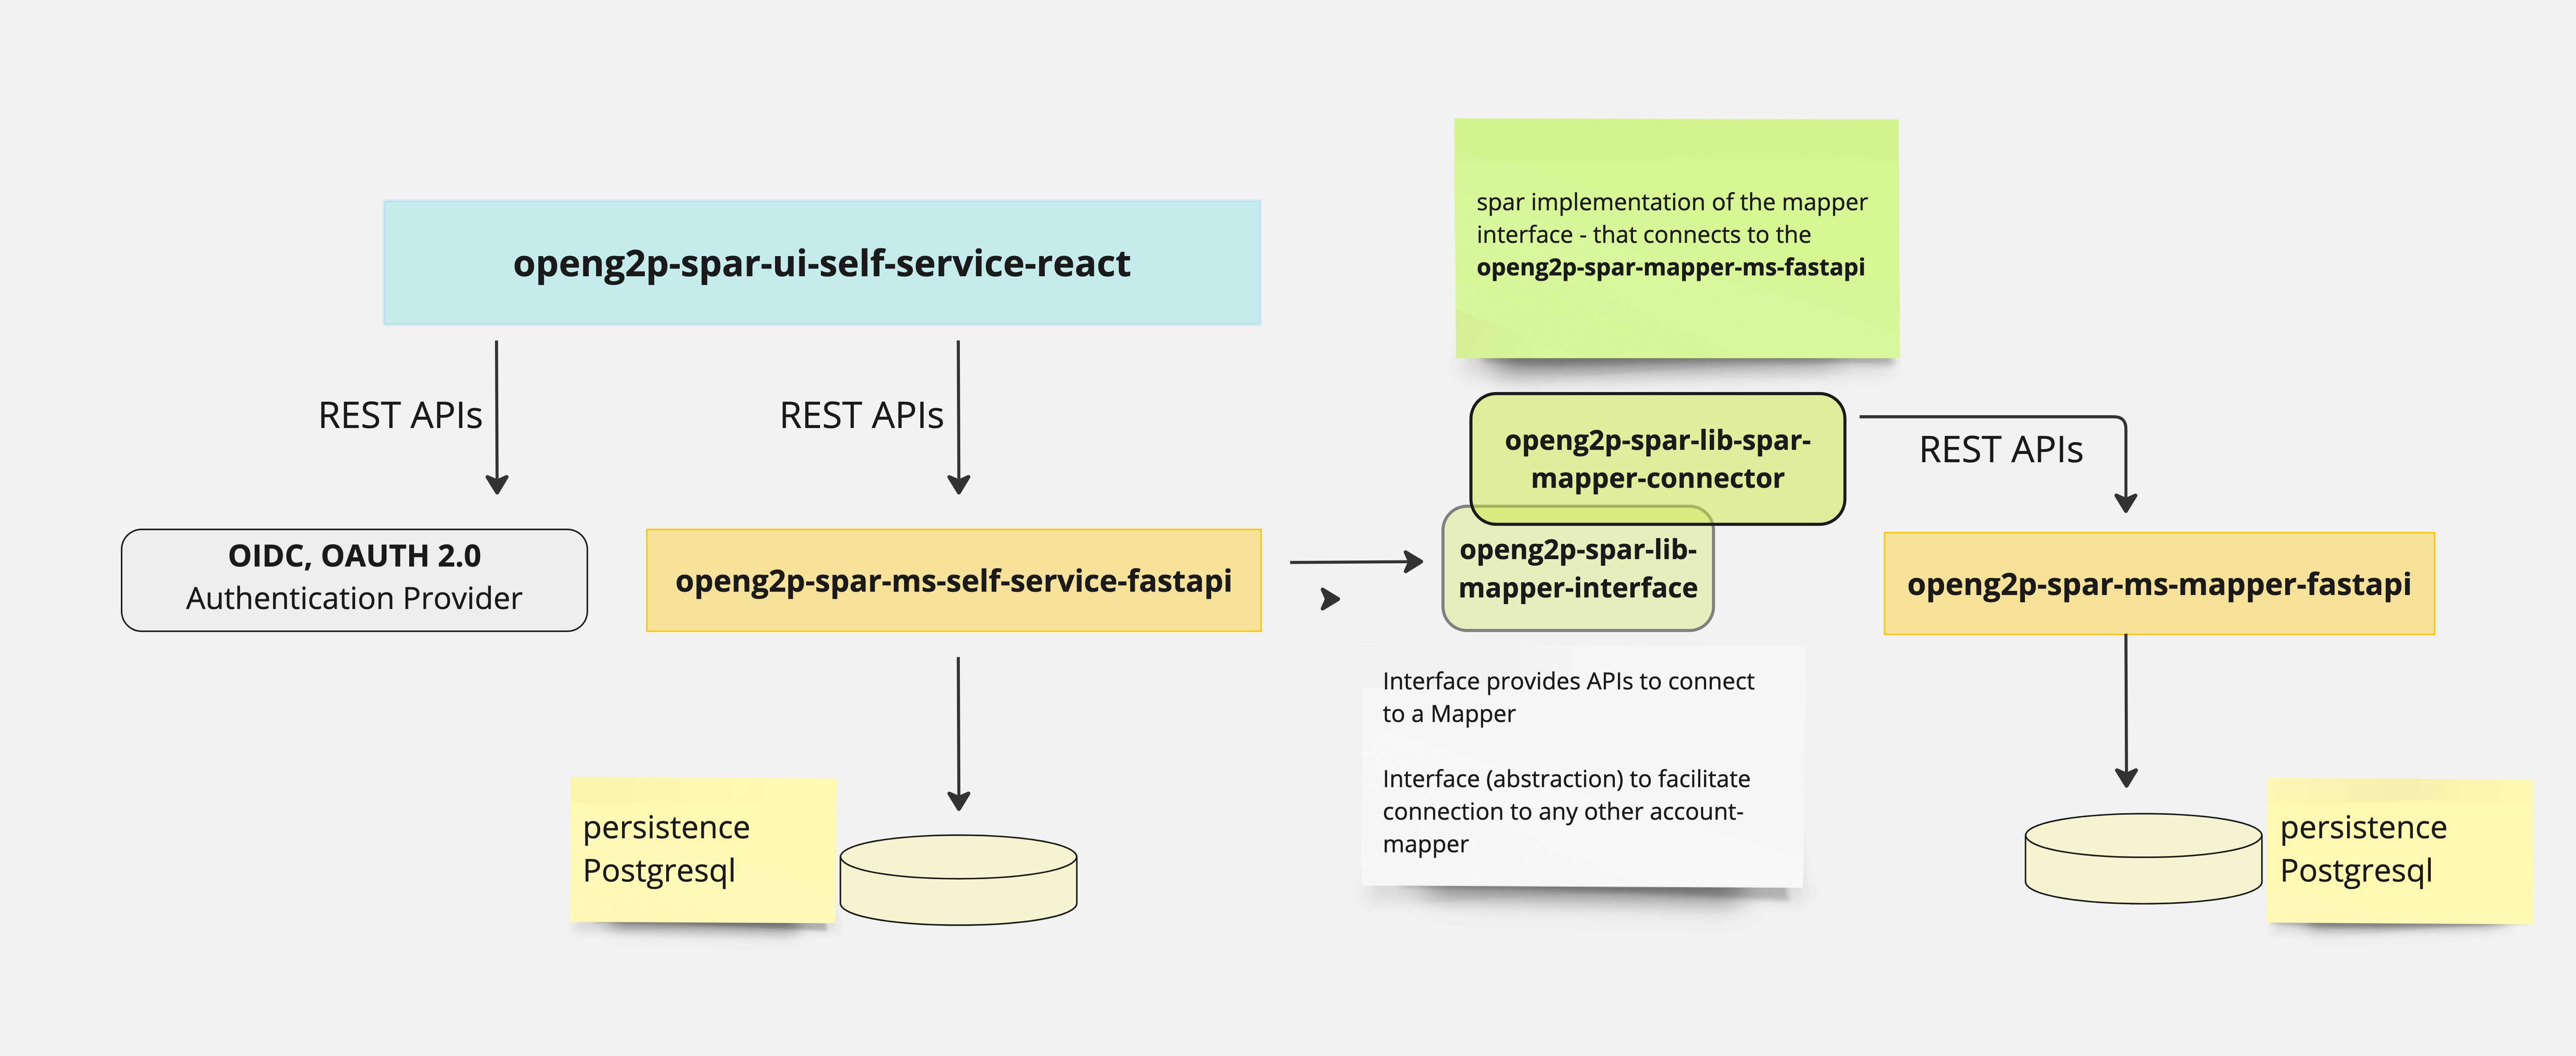 openg2p-spar-ui-self-service-react
spar implementation of the mapper
interface - that connects to the
openg2p-spar-mapper-ms-fastapi
REST APIs
REST APIs
openg2p-spar-lib-spar-
mapper-connector
REST APIs
OIDC, OAUTH 2.0
Authentication Provider
openg2p-spar-ms-self-service-fastapi
openg2p-spar-lib-
mapper-interface
openg2p-spar-ms-mapper-fastapi
Interface provides APIs to connect
to a Mapper
Interface (abstraction) to facilitate
connection to any other account-
mapper
persistence
Postgresql
persistence
Postgresql